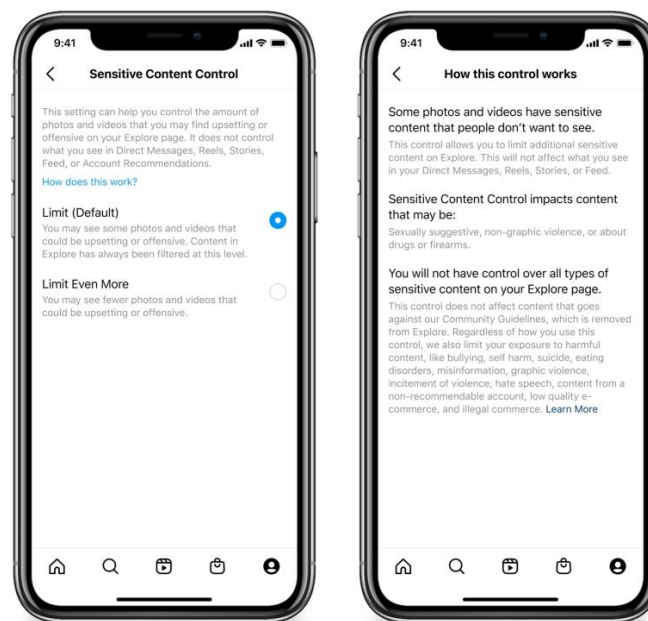 9:41
Sensitive Content Control
This setting can help you control the amount of
photos and videos that you may find upsetting or
offensive on your Explore page. It does not control
what you see in Direct Messages, Reels, Stories,
Feed, or Account Recommendations.
How does this work?
Limit (Default)
You may see some photos and videos that
could be upsetting or offensive. Content in
Explore has always been filtered at this level.
Limit Even More
You may see fewer photos and videos that
could be upsetting or offensive.
9:41
How this control works
Some photos and videos have sensitive
content that people don't want to see.
This control allows you to limit additional sensitive
content on Explore. This will not affect what you see
in your Direct Messages, Reels, Stories, or Feed.
Sensitive Content Control impacts content
that may be:
Sexually suggestive, non-graphic violence, or about
drugs or firearms.
You will not have control over all types of
sensitive content on your Explore page.
This control does not affect content that goes
against our Community Guidelines, which is removed
from Explore. Regardless of how you use this
control, we also limit your exposure to harmful
content, like bullying, self harm, suicide, eating
disorders, misinformation, graphic violence,
incitement of violence, hate speech, content from a
non-recommendable account, low quality e-
commerce, and illegal commerce. Learn More